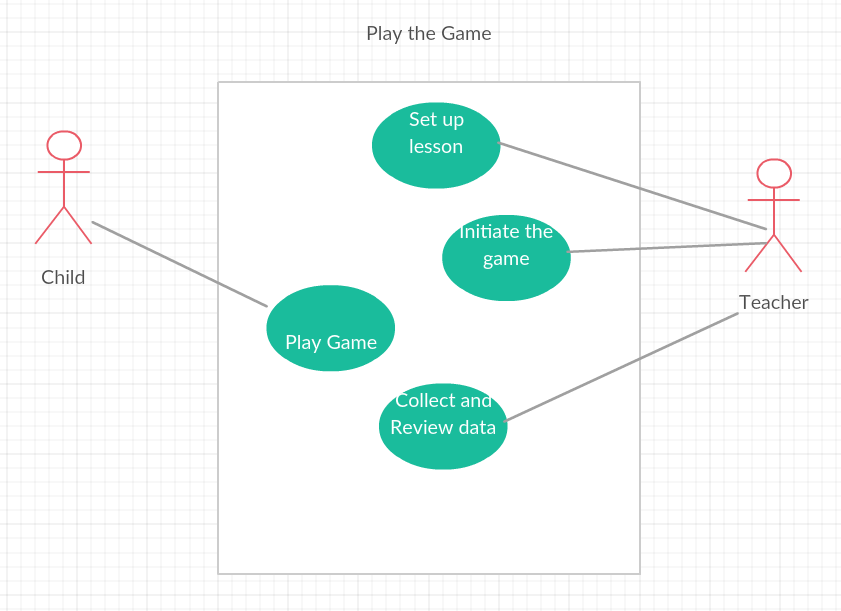 Play the Game
Set up
lesson
Initiate the
game
Child
Teacher
Play Game
Collect and
Review data